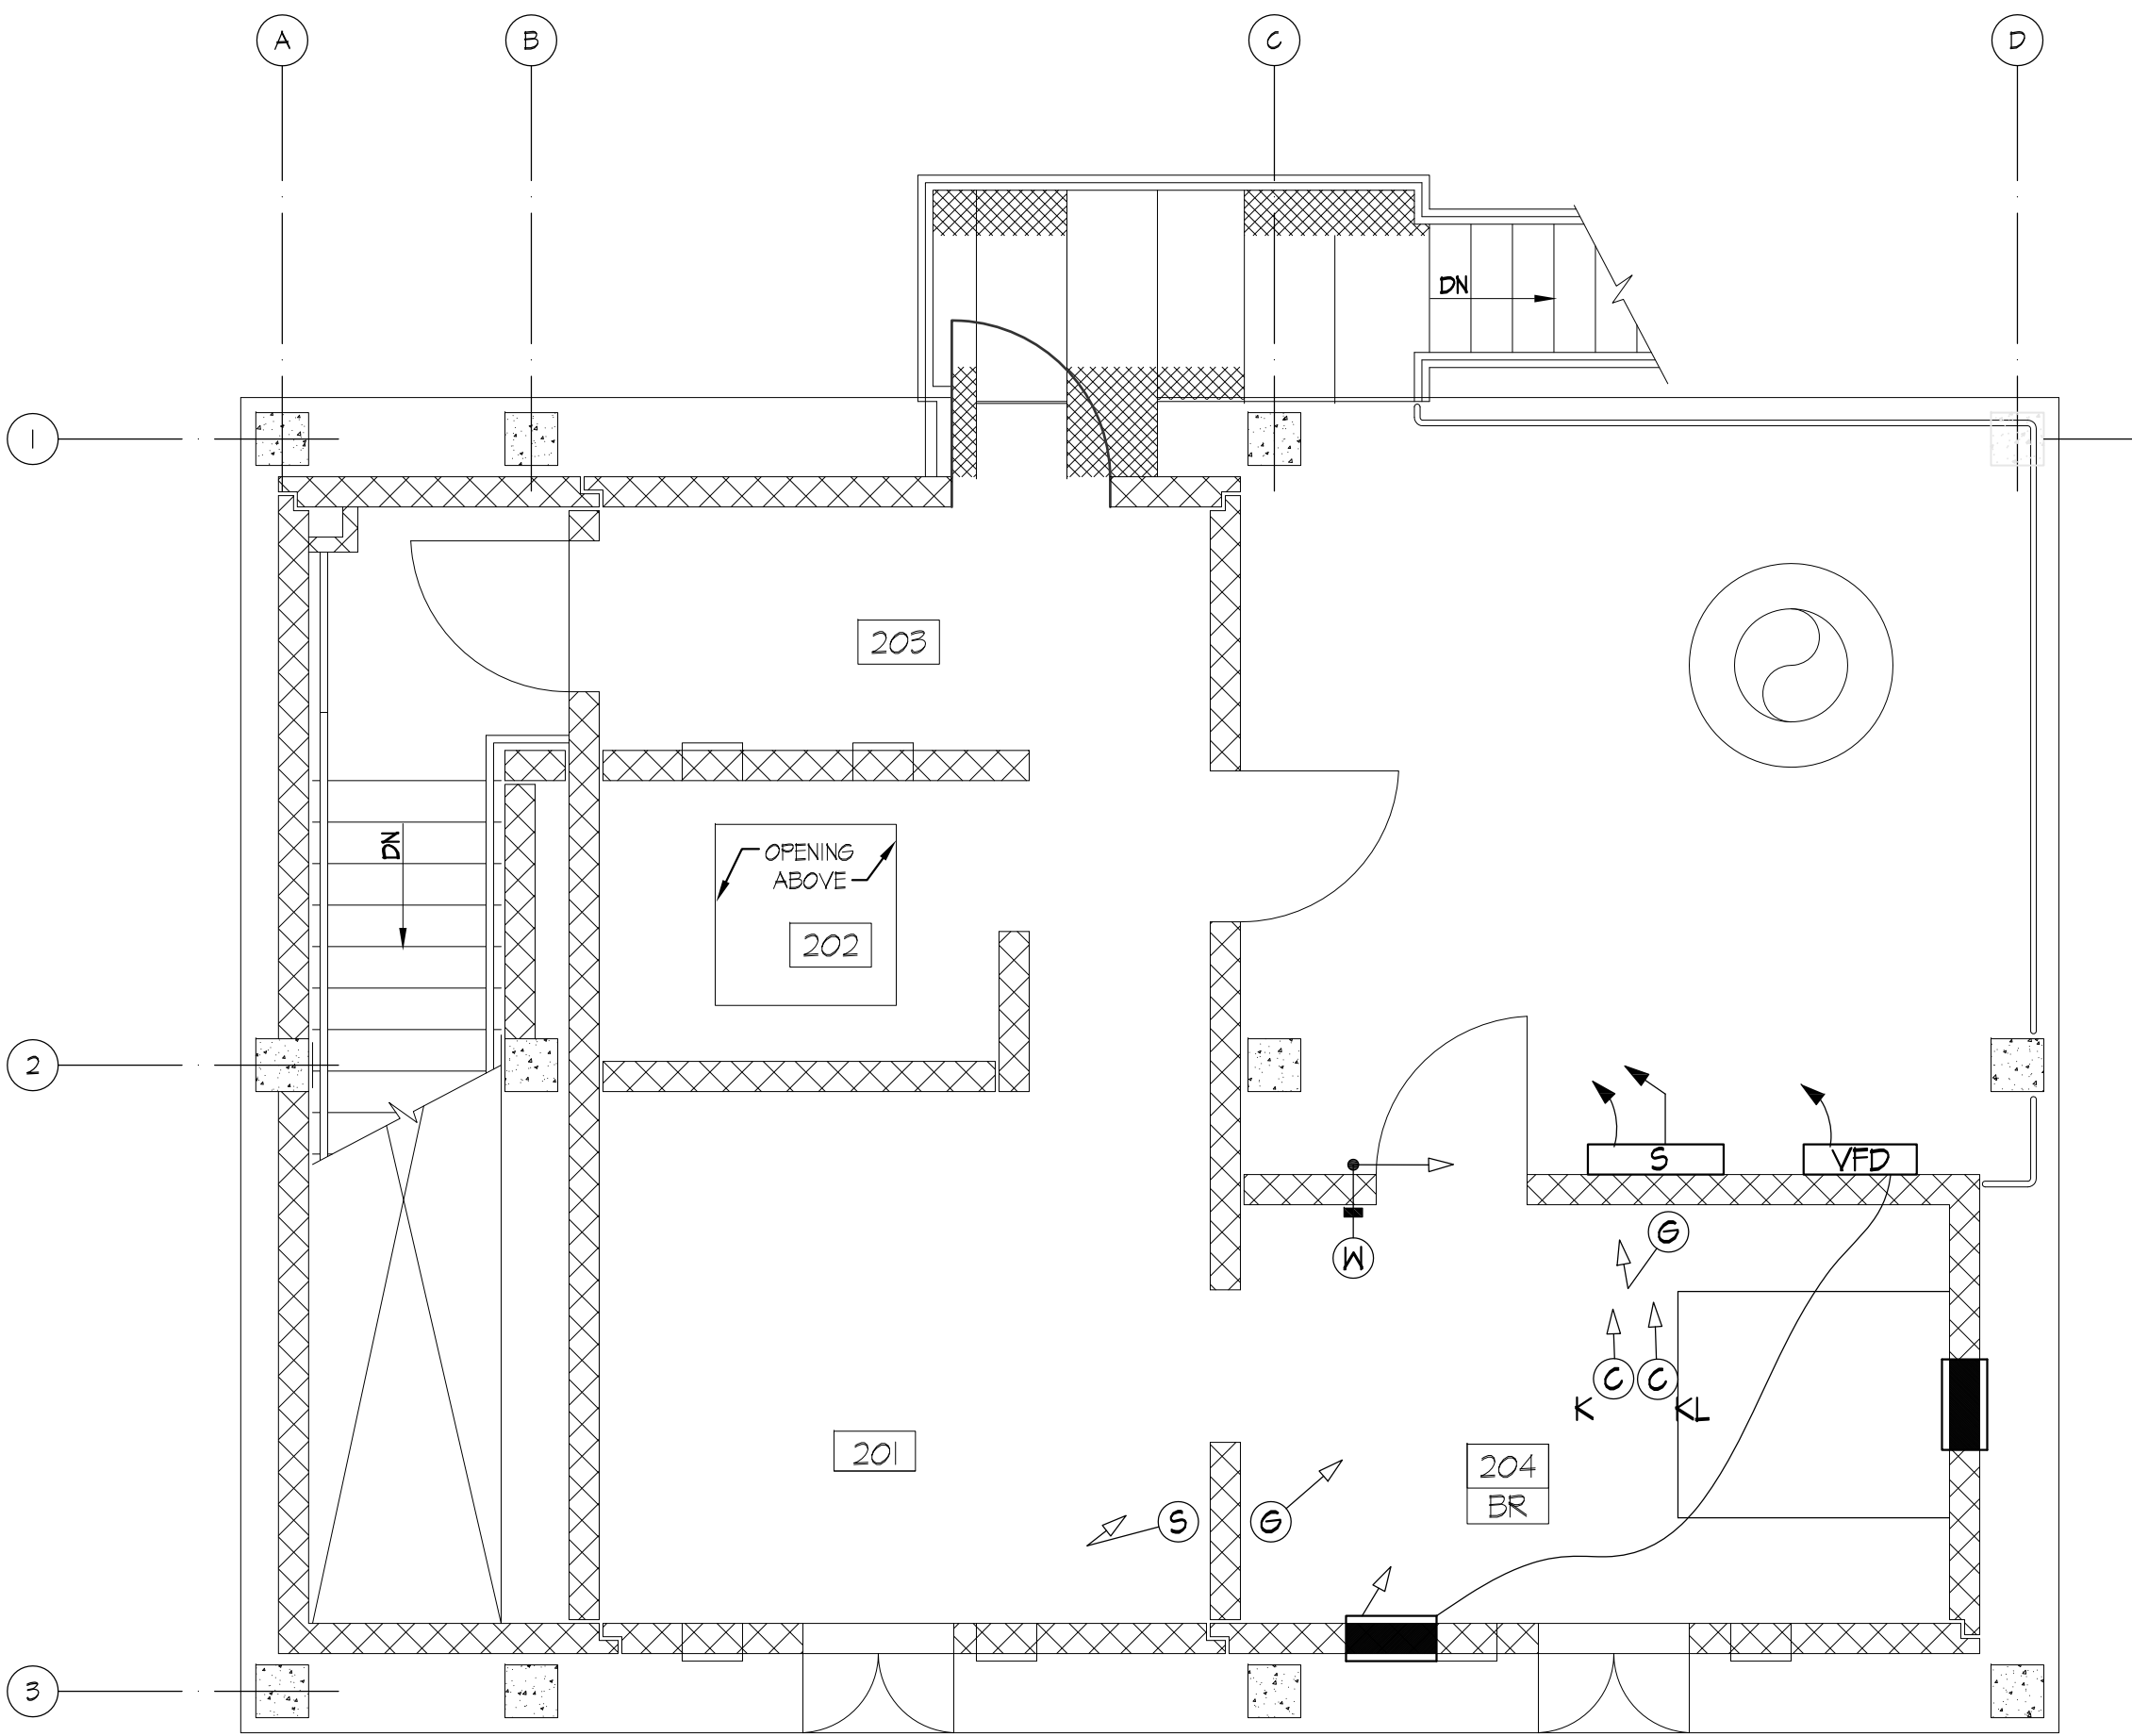 A B C D
DN
1
203
DN
OPENING
ABOVE
202
2
S VFD
G
W
C C
K KL
201
204
BR
S G
3